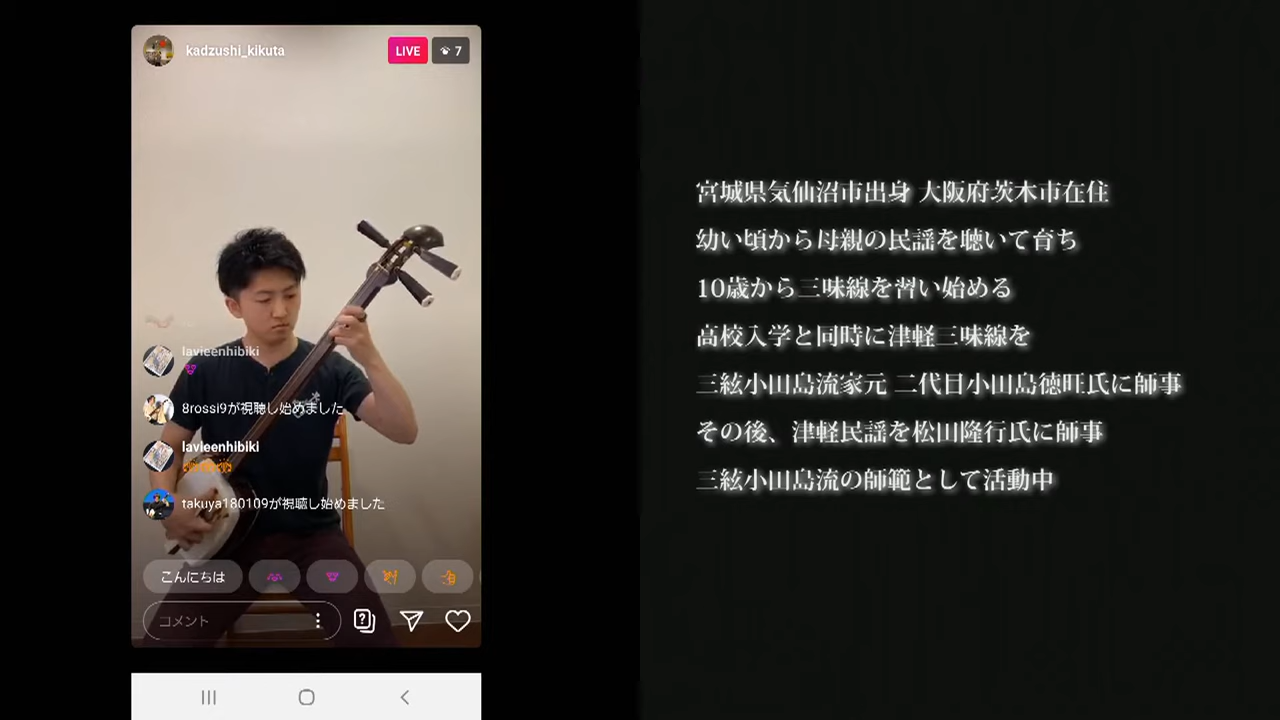 kadzushi_kikuta
LIVE
7
lavieenhibiki
8rossi9が視聴し始めました
lavieenhibiki
takuya180109が視聴し始めました
こんにちは
コメント
宮城県気仙沼市出身 大阪府茨木市在住
幼い頃から母親の民謡を聴いて育ち
10歳から三味線を習い始める
高校入学と同時に津軽三味線を
三絃小田島流家元 二代目小田島徳旺氏に師事
その後、津軽民謡を松田隆行氏に師事
三絃小田島流の師範として活動中